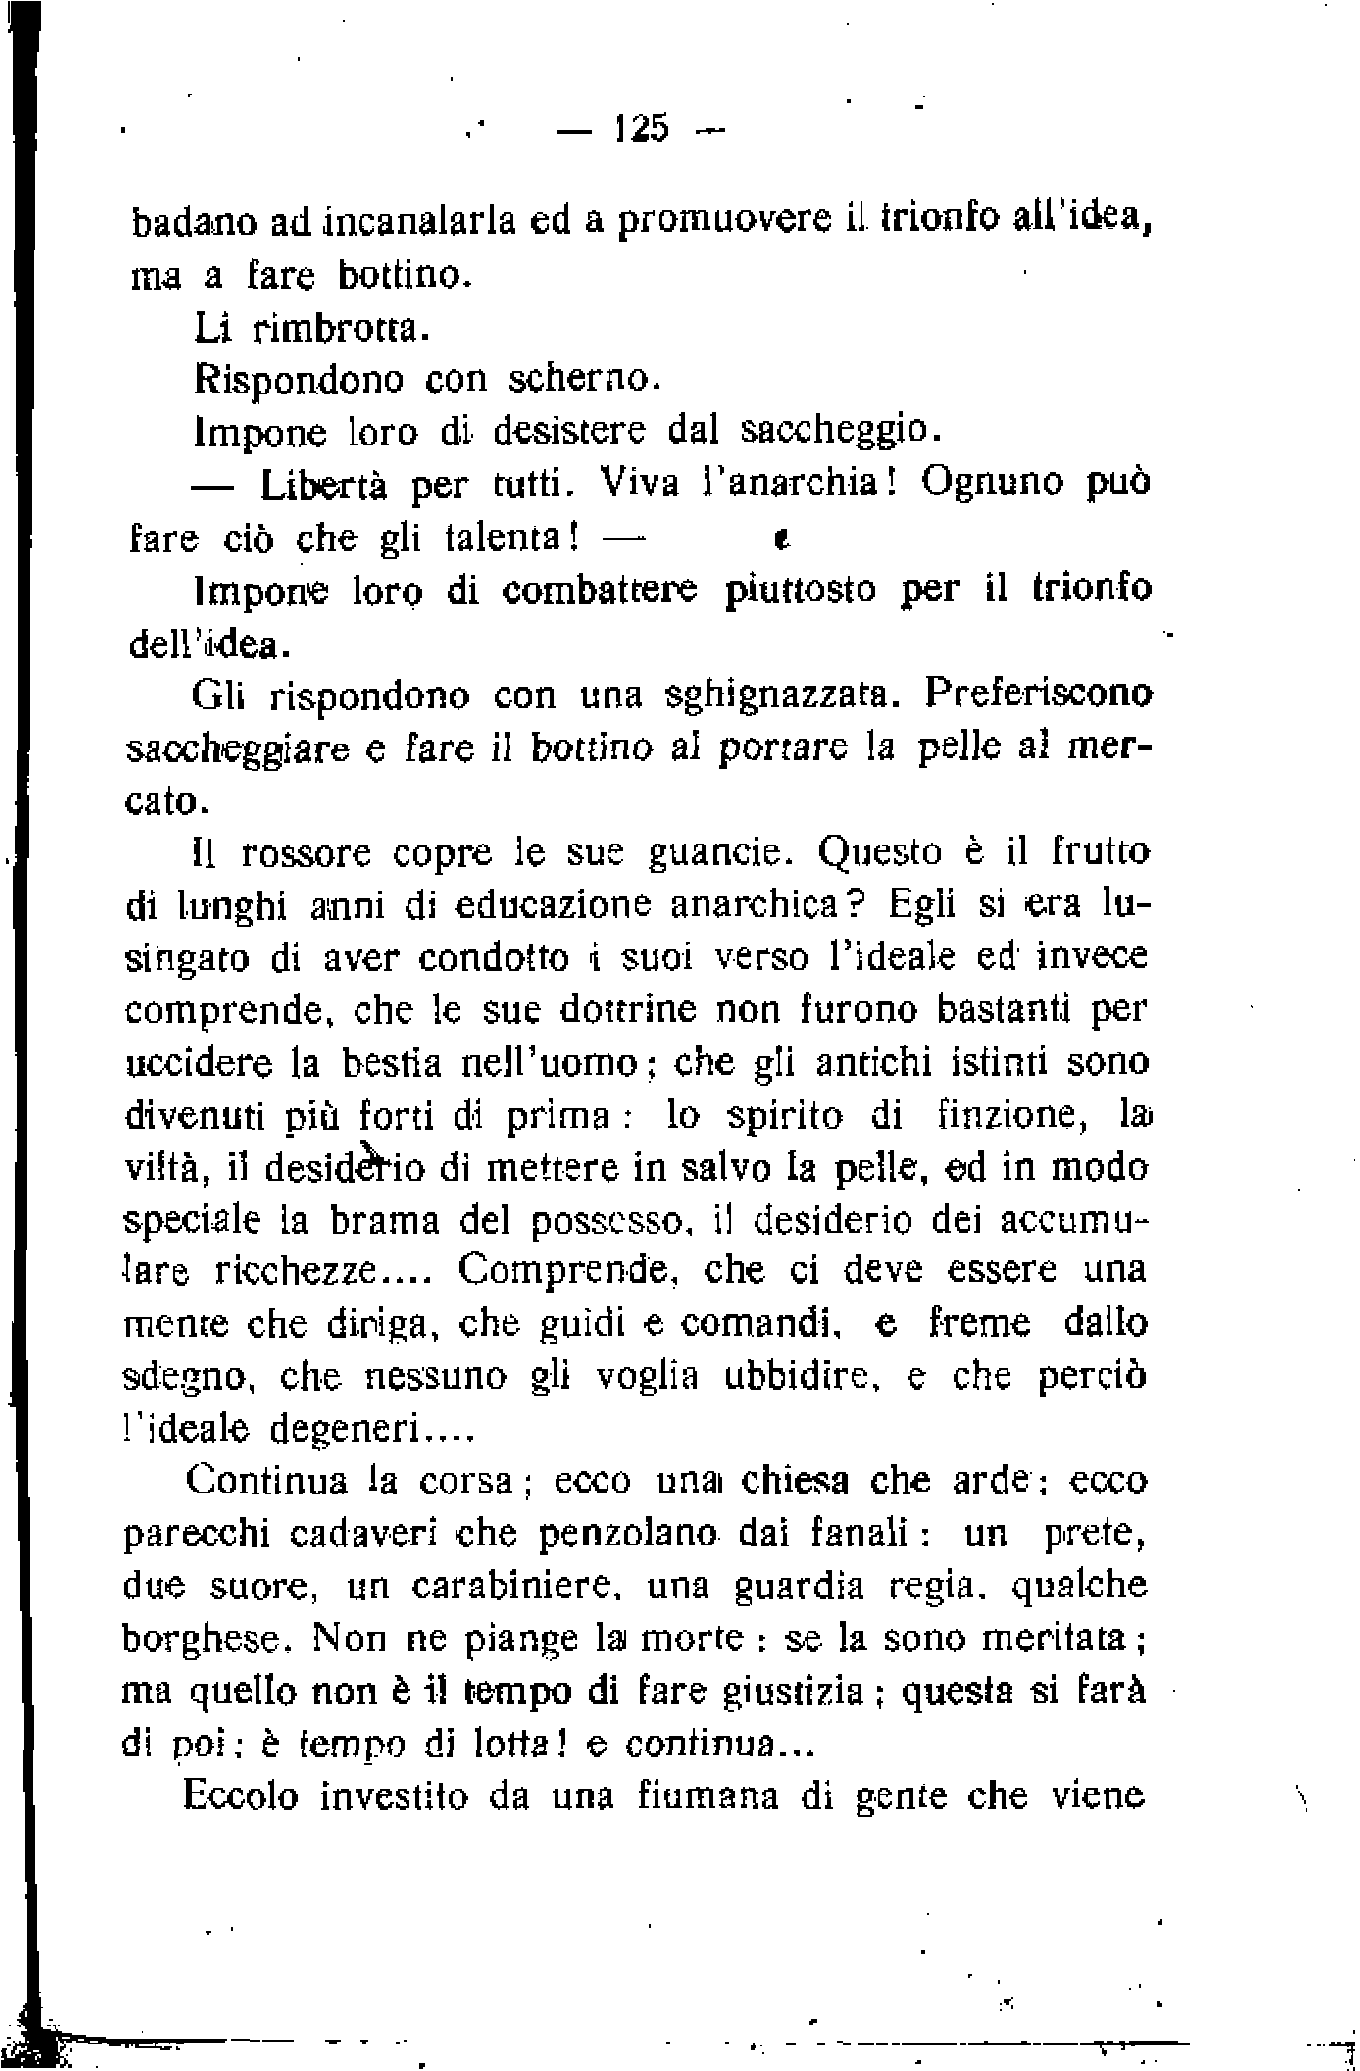 — 125 —
badano ad incanalarla ed a promuovere il trionfo all'idea,
ma a fare bottino.
Li rimbrotta.
Rispondono con scherno.
Impone loro di desistere dal saccheggio.
— Libertà per tutti. Viva l'anarchia! Ognuno può
fare ciò che gli talenta! —
Impone loro di combattere piuttosto per il trionfo
dell'idea.
Gli rispondono con una sghignazzata. Preferiscono
saccheggiare e fare il bottino al portare la pelle al mer-
cato.
Il rossore copre le sue guancie. Questo è il frutto
di lunghi anni di educazione anarchica? Egli si era lu-
singato di aver condotto i suoi verso l'ideale ed invece
comprende, che le sue dottrine non furono bastanti per
uccidere la bestia nell'uomo; che gli antichi istinti sono
divenuti più forti di prima: lo spirito di finzione, la
viltà, il desiderio di mettere in salvo la pelle, ed in modo
speciale la brama del possesso, il desiderio dei accumu-
lare ricchezze.... Comprende, che ci deve essere una
mente che diriga, che guidi e comandi, e freme dallo
sdegno, che nessuno gli voglia ubbidire, e che perciò
l'ideale degeneri....
Continua la corsa; ecco una chiesa che arde: ecco
parecchi cadaveri che penzolano dai fanali: un prete,
due suore, un carabiniere, una guardia regia, qualche
borghese. Non ne piange la morte: se la sono meritata;
ma quello non è il tempo di fare giustizia; questa si farà
di poi: è tempo di lotta! e continua...
Eccolo investito da una fiumana di gente che viene